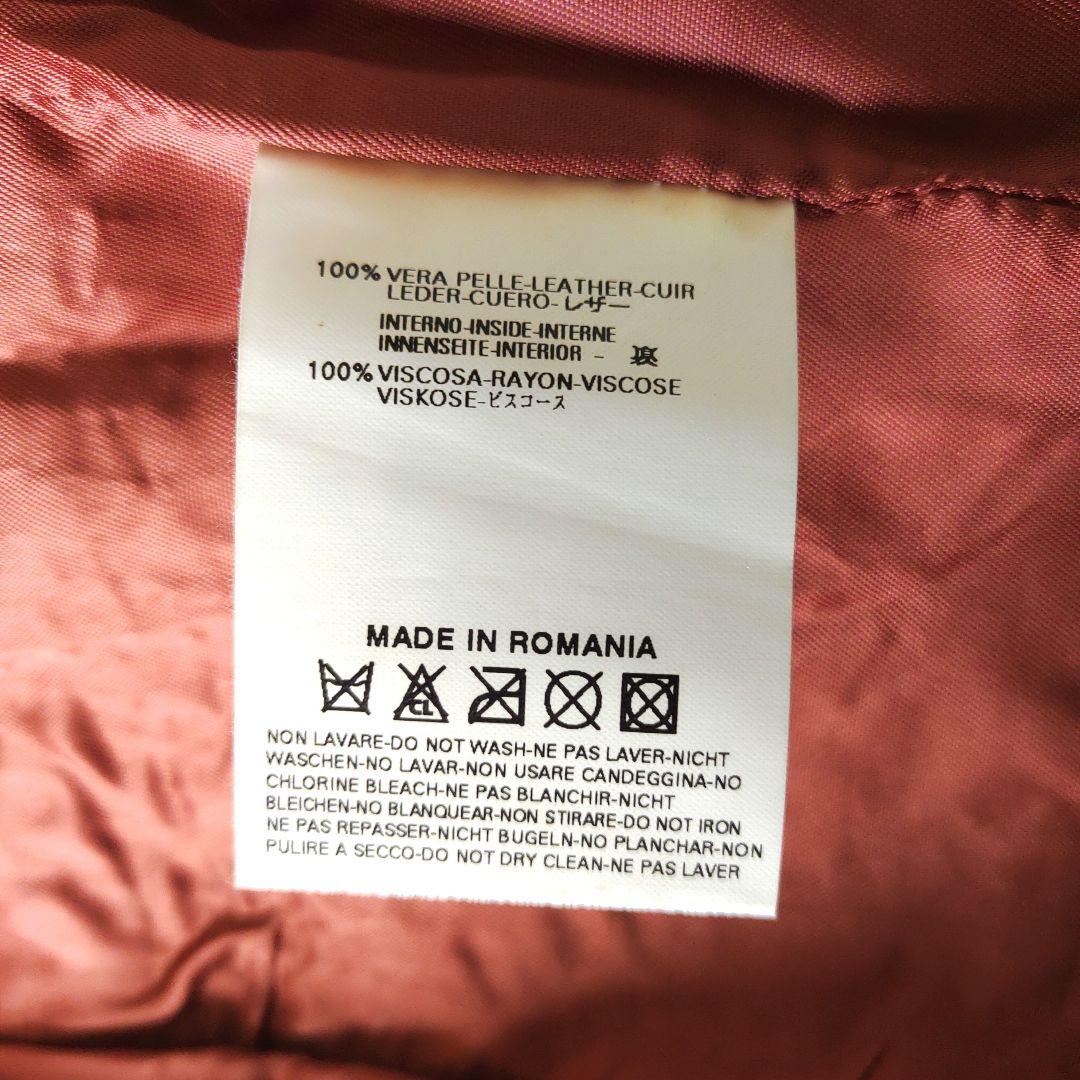 100% VERA PELLE-LEATHER-CUIR
LEDER-CUERO-レザー
INTERNO-INSIDE-INTERNE
INNENSEITE-INTERIOR -
100% VISCOSA-RAYON-VISCOSE
VISKOSE-ビスコース
MADE IN ROMANIA
CL
NON LAVARE-DO NOT WASH-NE PAS LAVER-NICHT
WASCHEN-NO LAVAR-NON USARE CANDEGGINA-NO
CHLORINE BLEACH-NE PAS BLANCHIR-NICHT
BLEICHEN-NO BLANQUEAR-NON STIRARE-DO NOT IRON
NE PAS REPASSER-NICHT BUGELN-NO PLANCHAR-NON
PULIRE A SECCO-DO NOT DRY CLEAN-NE PAS LAVER